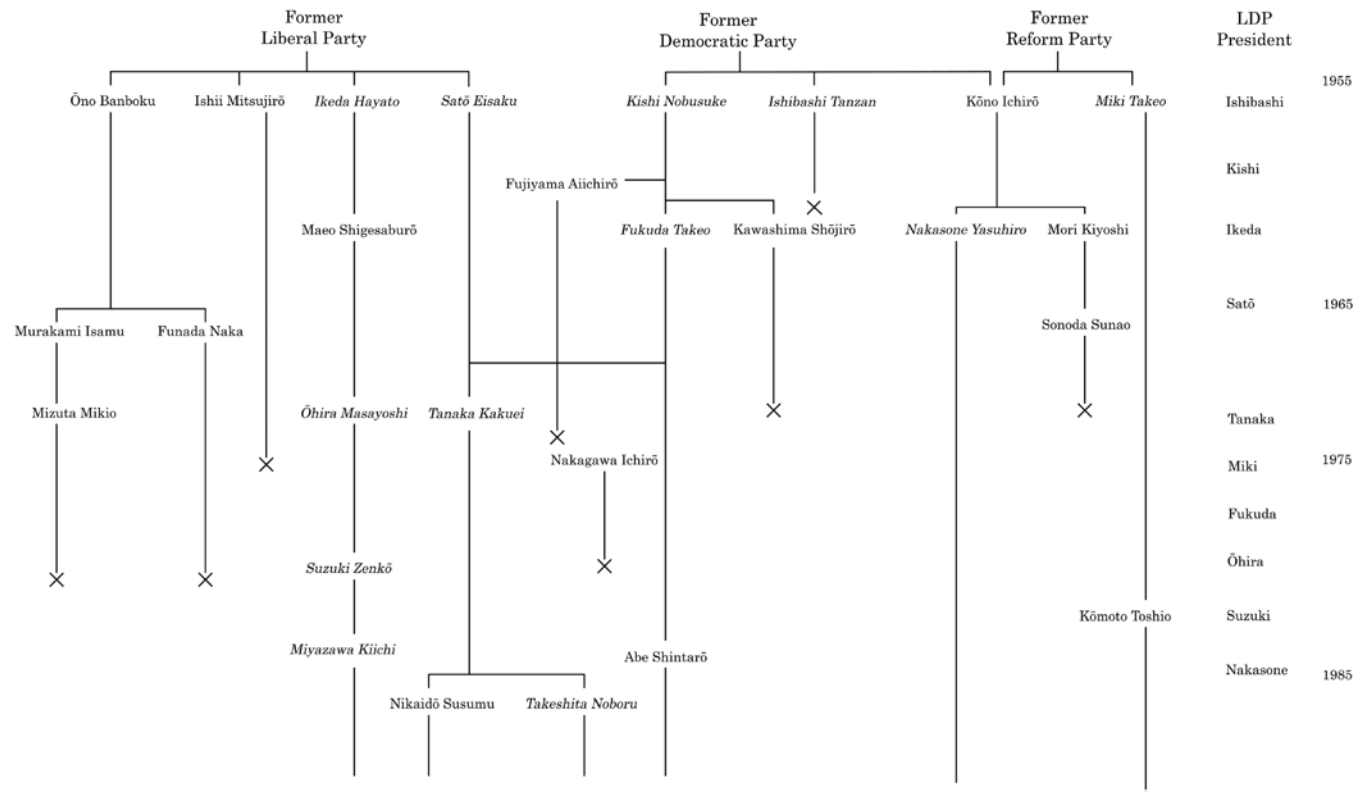 Former
Liberal Party
Former
Democratic Party
Former
Reform Party
LDP
President
1955
Ōno Banboku
Ishii Mitsujirō
Ikeda Hayato
Satō Eisaku
Kishi Nobusuke
Ishibashi Tanzan
Kōno Ichirō
Miki Takeo
Ishibashi
Kishi
Fujiyama Aiichirō
Maeo Shigesaburō
Fukuda Takeo
Kawashima Shōjirō
Nakasone Yasuhiro
Mori Kiyoshi
Ikeda
Satō
1965
Murakami Isamu
Funada Naka
Sonoda Sunao
Mizuta Mikio
Ōhira Masayoshi
Tanaka Kakuei
Tanaka
Nakagawa Ichirō
Miki
1975
Fukuda
Suzuki Zenkō
Ōhira
Kōmoto Toshio
Suzuki
Miyazawa Kiichi
Abe Shintarō
Nakasone
1985
Nikaidō Susumu
Takeshita Noboru